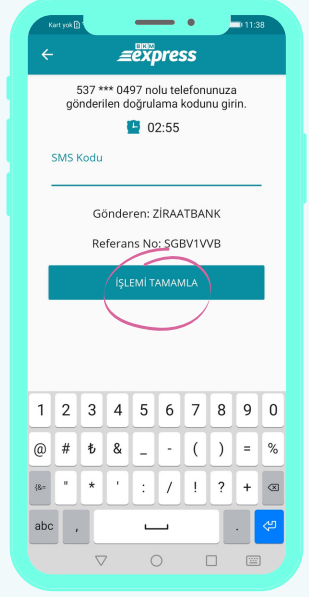 Kart yok
11:38
BKM
express
537 *** 0497 nolu telefonunuza
gönderilen doğrulama kodunu girin.
02:55
SMS Kodu
Gönderen: ZİRAATBANK
Referans No: SGBV1VVB
İŞLEMİ TAMAMLA
1 2 3 4 5 6 7 8 9 0
@ # ₺ & _ - ( ) = %
{&= " * ' : / ! ? +
abc , .